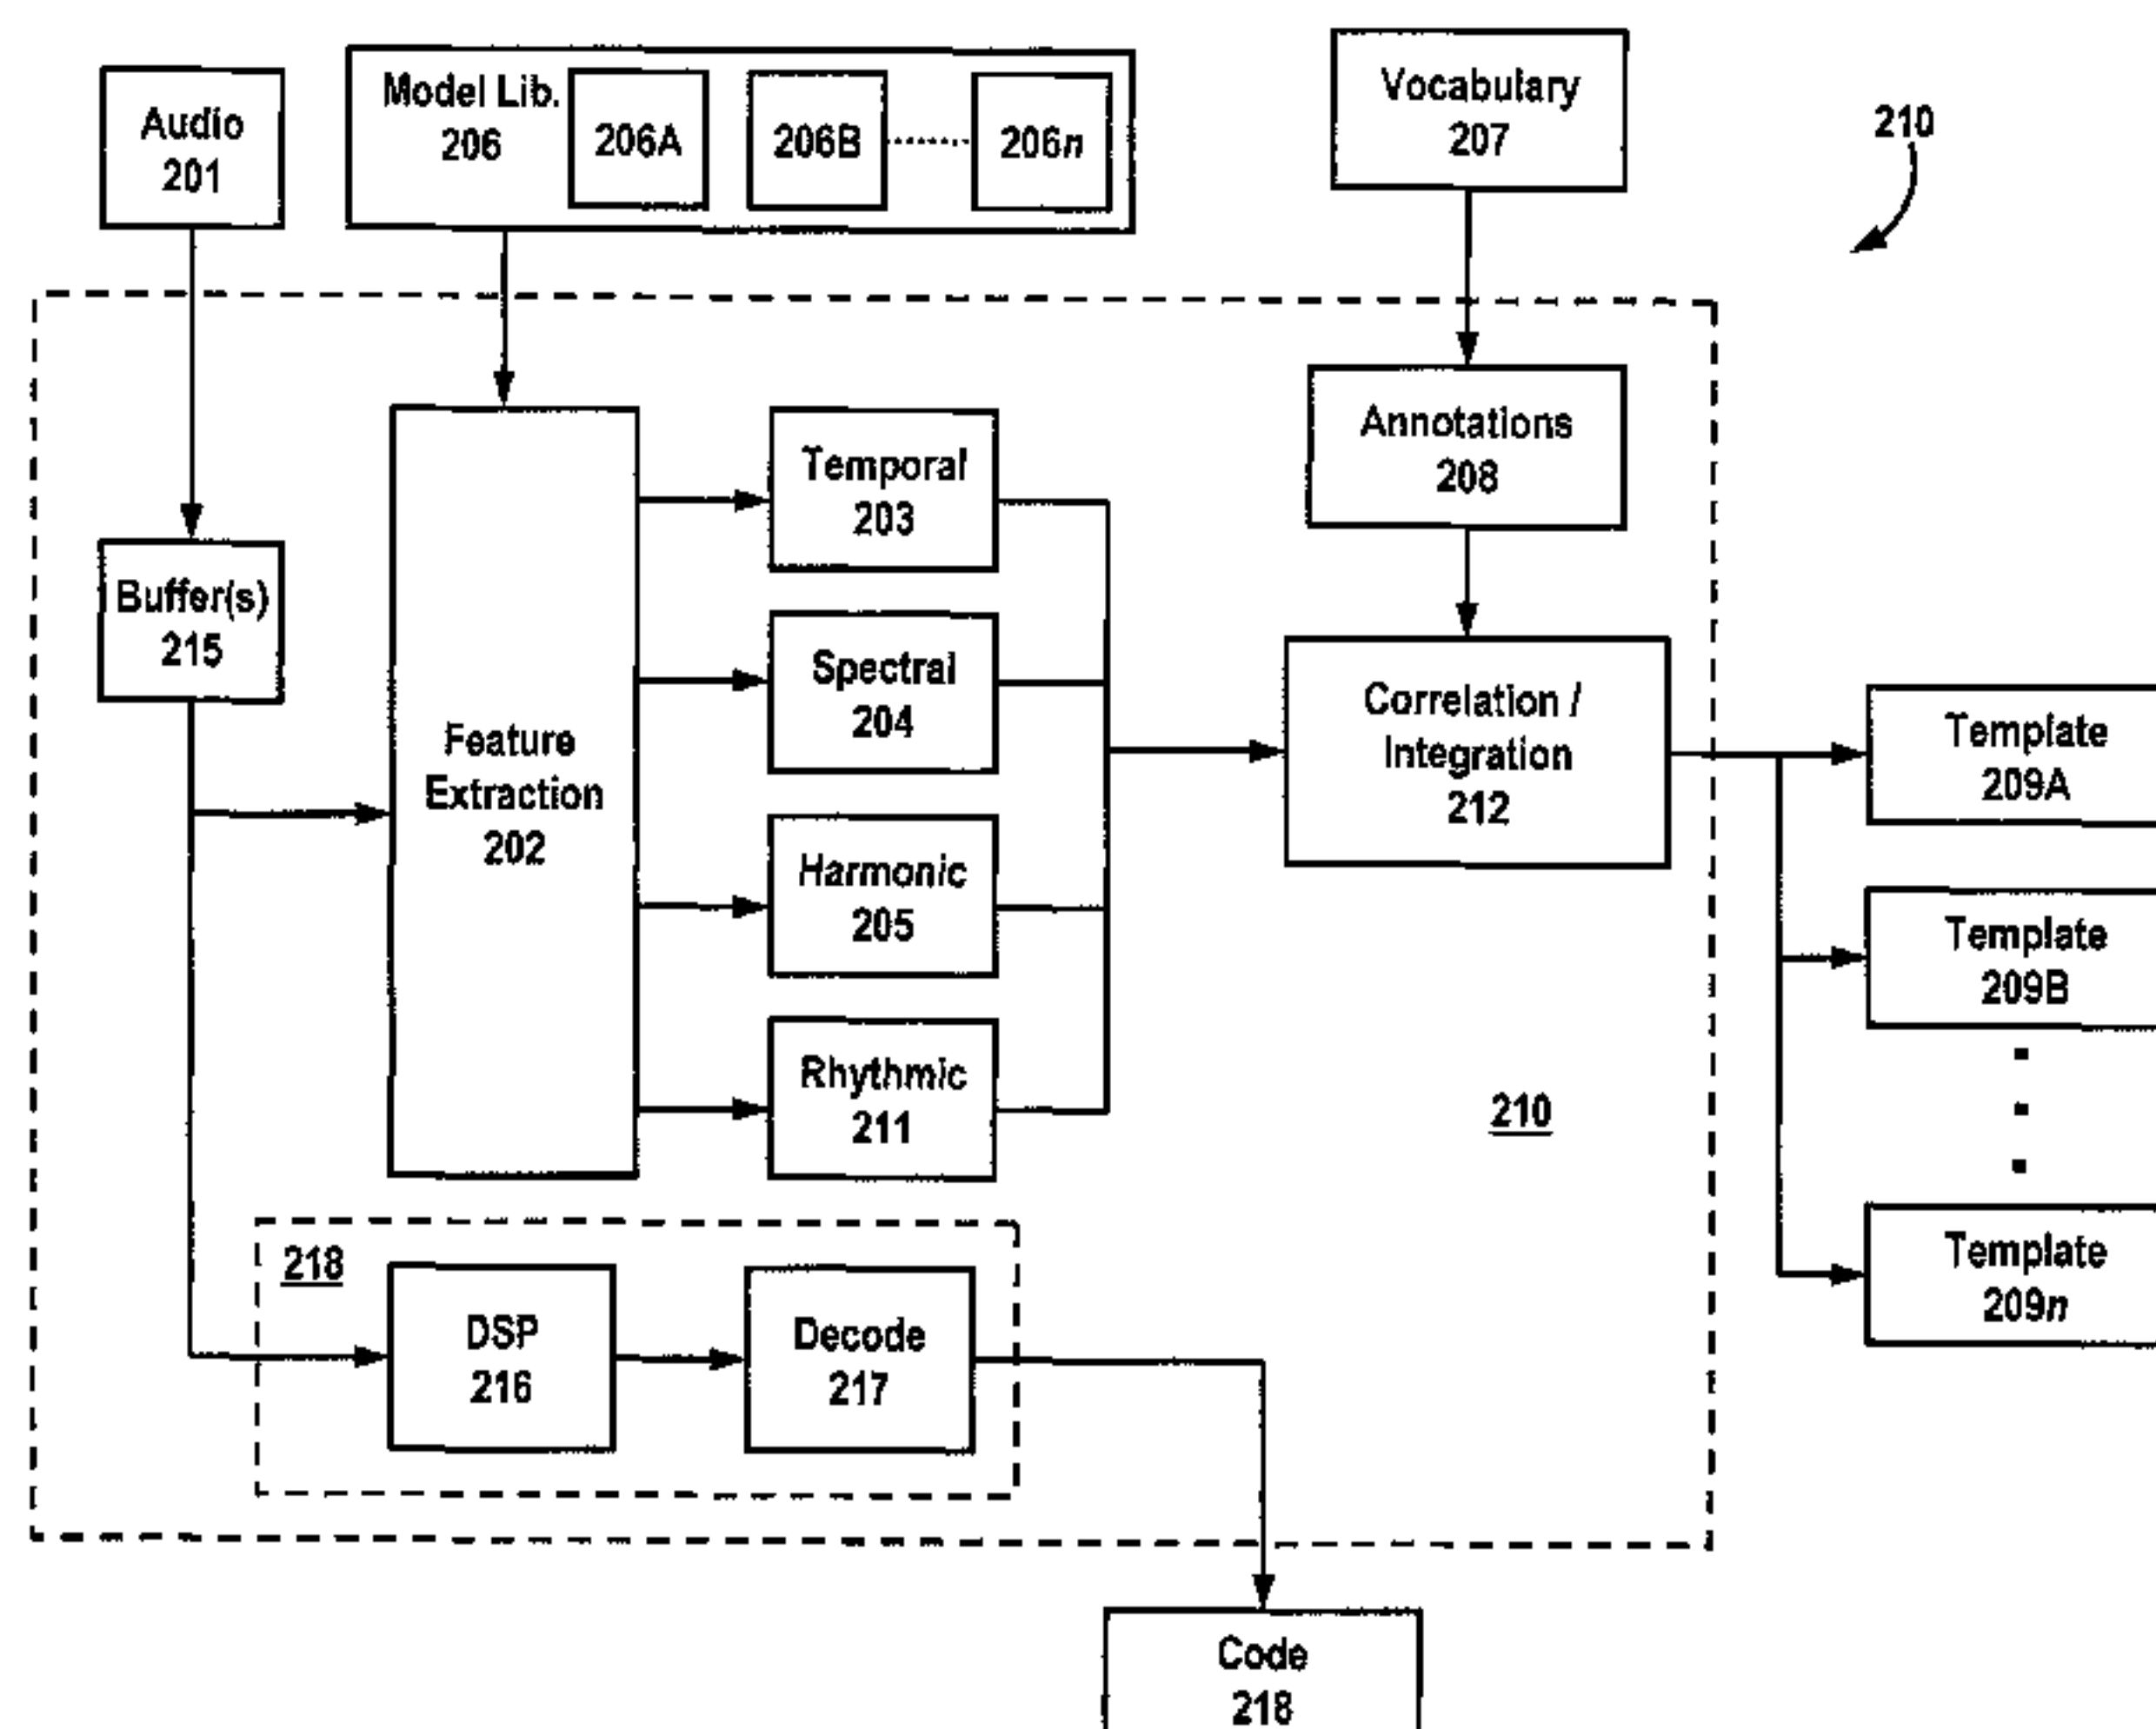 Audio
201
Model Lib.
206
206A
206B
206n
Vocabulary
207
210
Annotations
208
Buffer(s)
215
Feature
Extraction
202
Temporal
203
Spectral
204
Harmonic
205
Rhythmic
211
Correlation /
Integration
212
Template
209A
Template
209B
Template
209n
210
218
DSP
216
Decode
217
Code
218